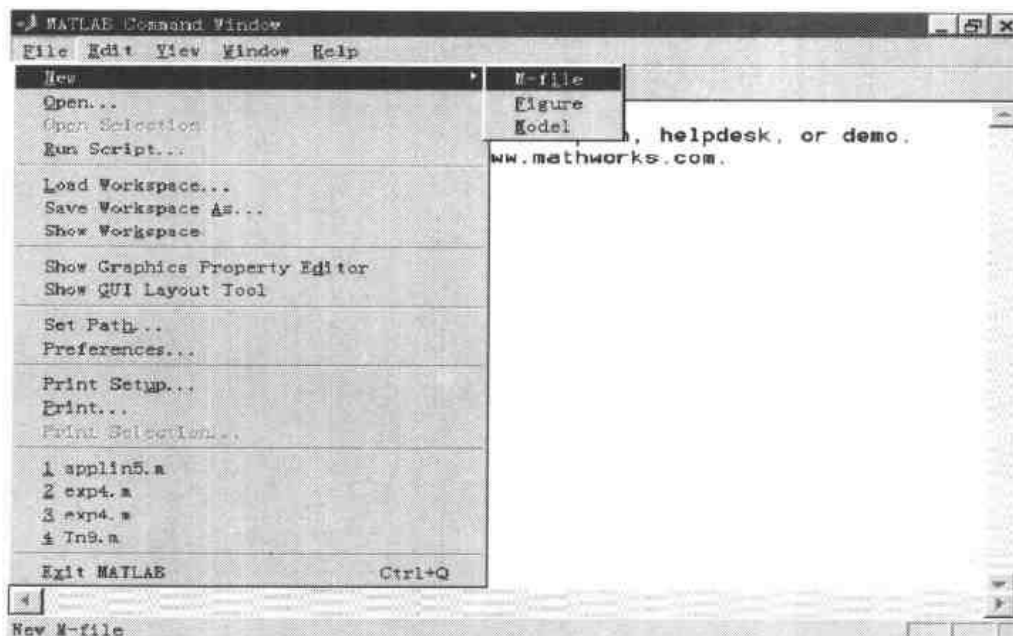 MATLAB Command Window
File Edit View Window Help
New
M-file
Open...
Figure
Open Selection
Model
Run Script...
, helpdesk, or demo.
ww.mathworks.com.
Load Workspace...
Save Workspace As...
Show Workspace
Show Graphics Property Editor
Show GUI Layout Tool
Set Path...
Preferences...
Print Setup...
Print...
Print Selection...
1 applin5.m
2 exp4.m
3 exp4.m
4 Tn9.m
Exit MATLAB Ctrl+Q
New M-file